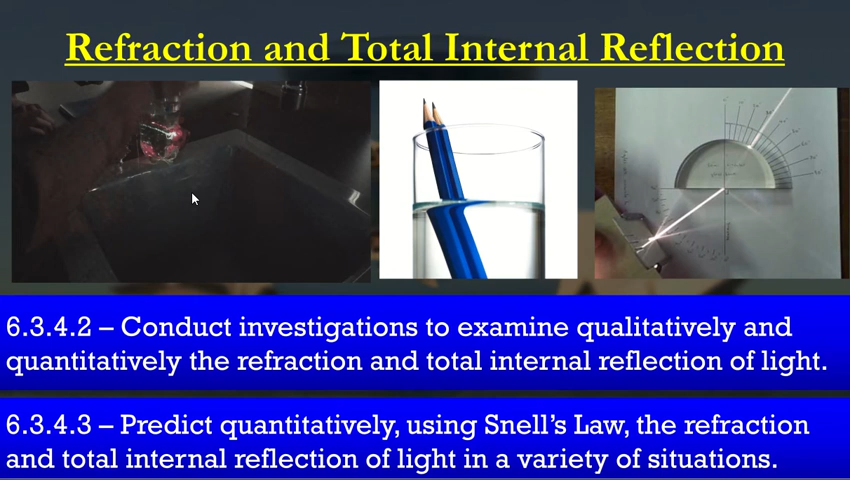 Refraction and Total Internal Reflection
6.3.4.2 – Conduct investigations to examine qualitatively and
quantitatively the refraction and total internal reflection of light.
6.3.4.3 – Predict quantitatively, using Snell’s Law, the refraction
and total internal reflection of light in a variety of situations.